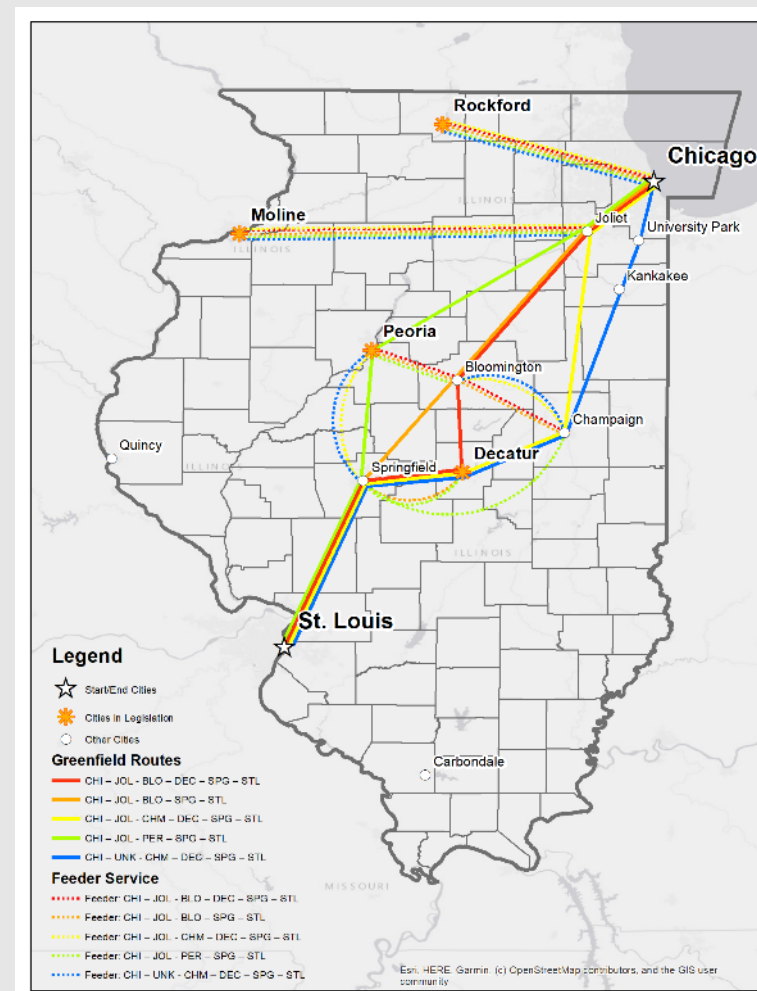 Rockford
Chicago
ILLINOIS
Joliet
University Park
Moline
ILLINOIS
Kankakee
Peoria
Bloomington
Champaign
Quincy
Decatur
Springfield
ILLINOIS
ILLINOIS
St. Louis
Legend
Start/End Cities
Cities in Legislation
Other Cities
Carbondale
Greenfield Routes
CHI – JOL - BLO – DEC – SPG – STL
CHI – JOL - BLO – SPG – STL
CHI – JOL - CHM – DEC – SPG – STL
CHI – JOL - PER – SPG – STL
CHI – UNK - CHM – DEC – SPG – STL
Feeder Service
MISSOURI
Feeder: CHI – JOL - BLO – DEC – SPG – STL
Feeder: CHI – JOL - BLO – SPG – STL
Feeder: CHI – JOL - CHM – DEC – SPG – STL
Feeder: CHI – JOL - PER – SPG – STL
Feeder: CHI – UNK - CHM – DEC – SPG – STL
Esri, HERE, Garmin, (c) OpenStreetMap contributors, and the GIS user
community